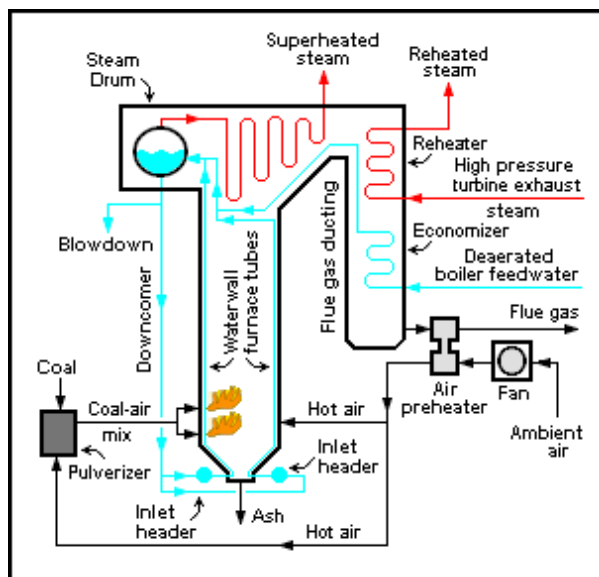 Superheated
steam
Reheated
steam
Steam
Drum
Reheater
High pressure
turbine exhaust
steam
Economizer
Deaerated
boiler feedwater
Blowdown
Downcomer
Waterwall
furnace tubes
Flue gas ducting
Flue gas
Coal
Coal-air
mix
Hot air
Air
preheater
Fan
Ambient
air
Pulverizer
Inlet
header
Inlet
header
Ash
Hot air